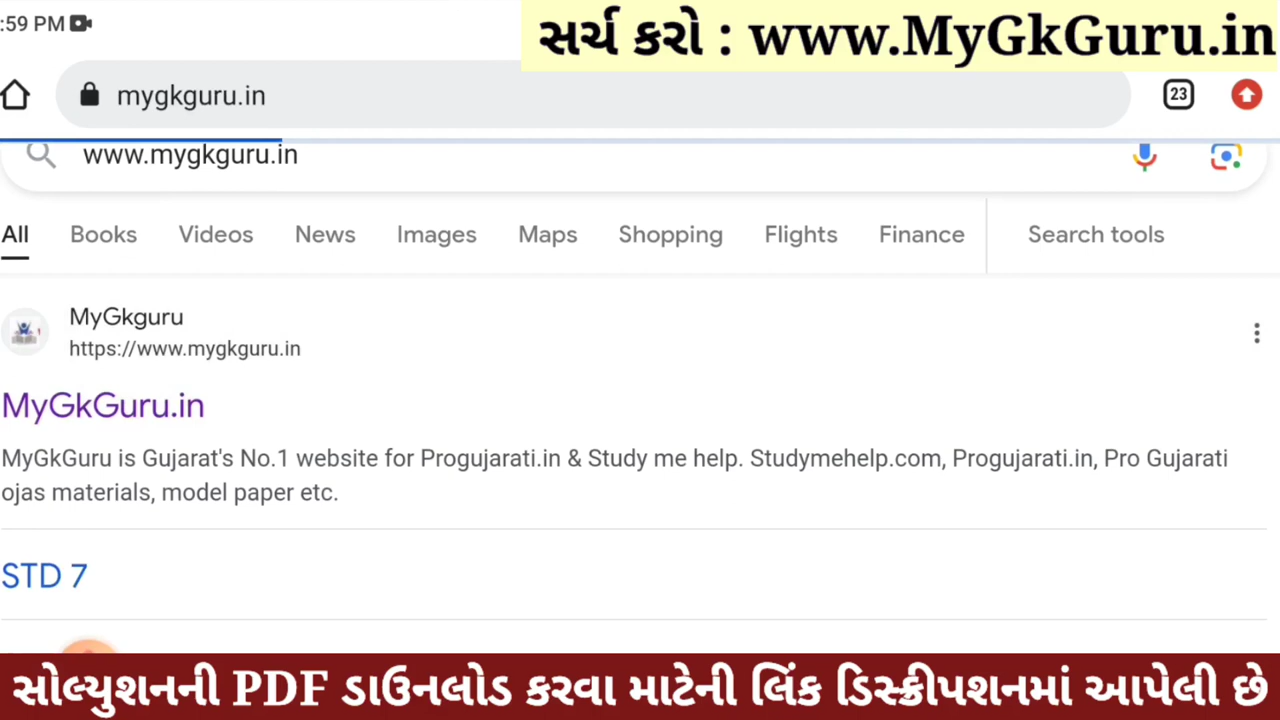 :59 PM
સર્ચ કરો : www.MyGkGuru.in
mygkguru.in
23
www.mygkguru.in
All Books Videos News Images Maps Shopping Flights Finance Search tools
MyGkguru
https://www.mygkguru.in
MyGkGuru.in
MyGkGuru is Gujarat's No.1 website for Progujarati.in & Study me help. Studymehelp.com, Progujarati.in, Pro Gujarati
ojas materials, model paper etc.
STD 7
સોલ્યુશનની PDF ડાઉનલોડ કરવા માટેની લિંક ડિસ્ક્રીપશનમાં આપેલી છે